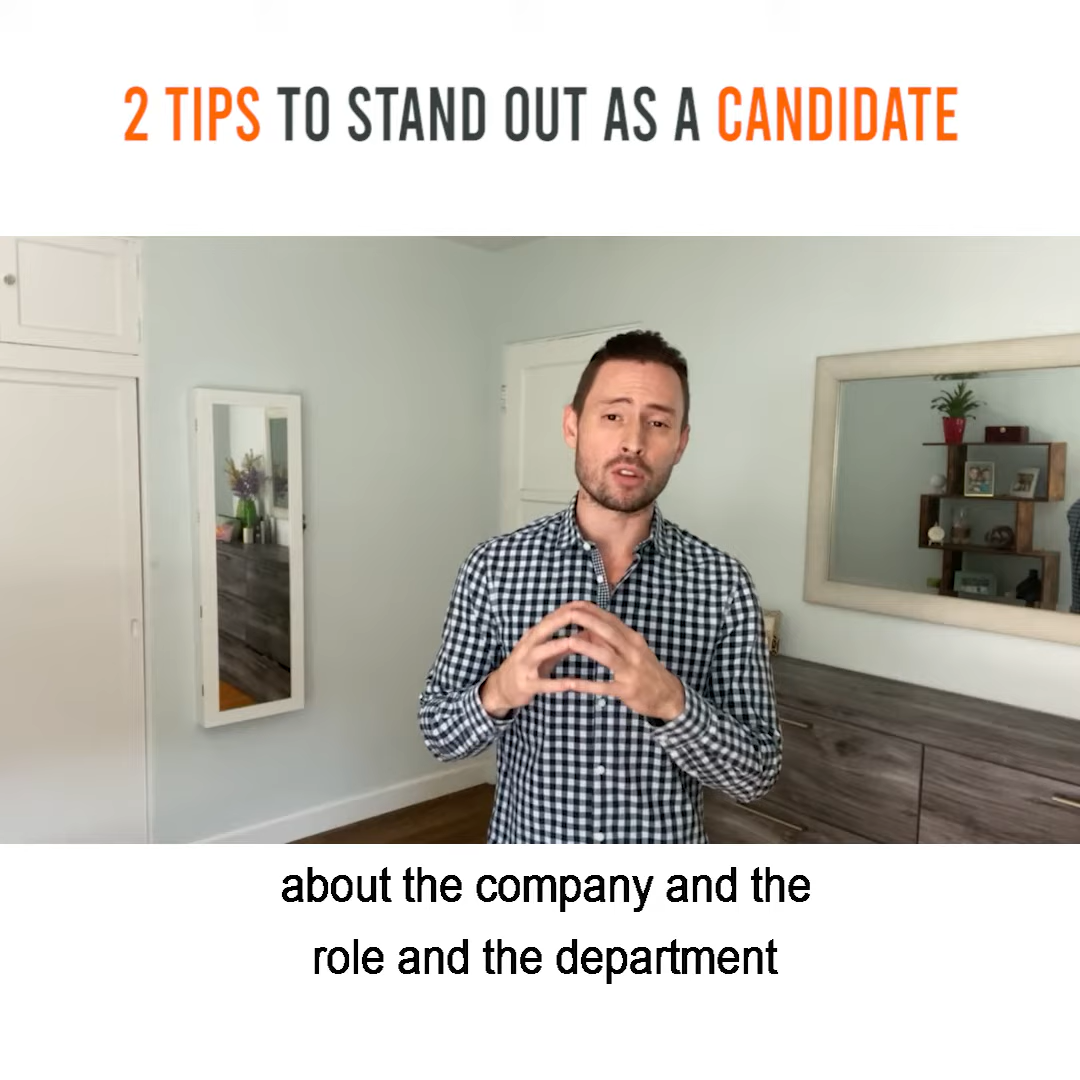 2 TIPS TO STAND OUT AS A CANDIDATE
about the company and the
role and the department